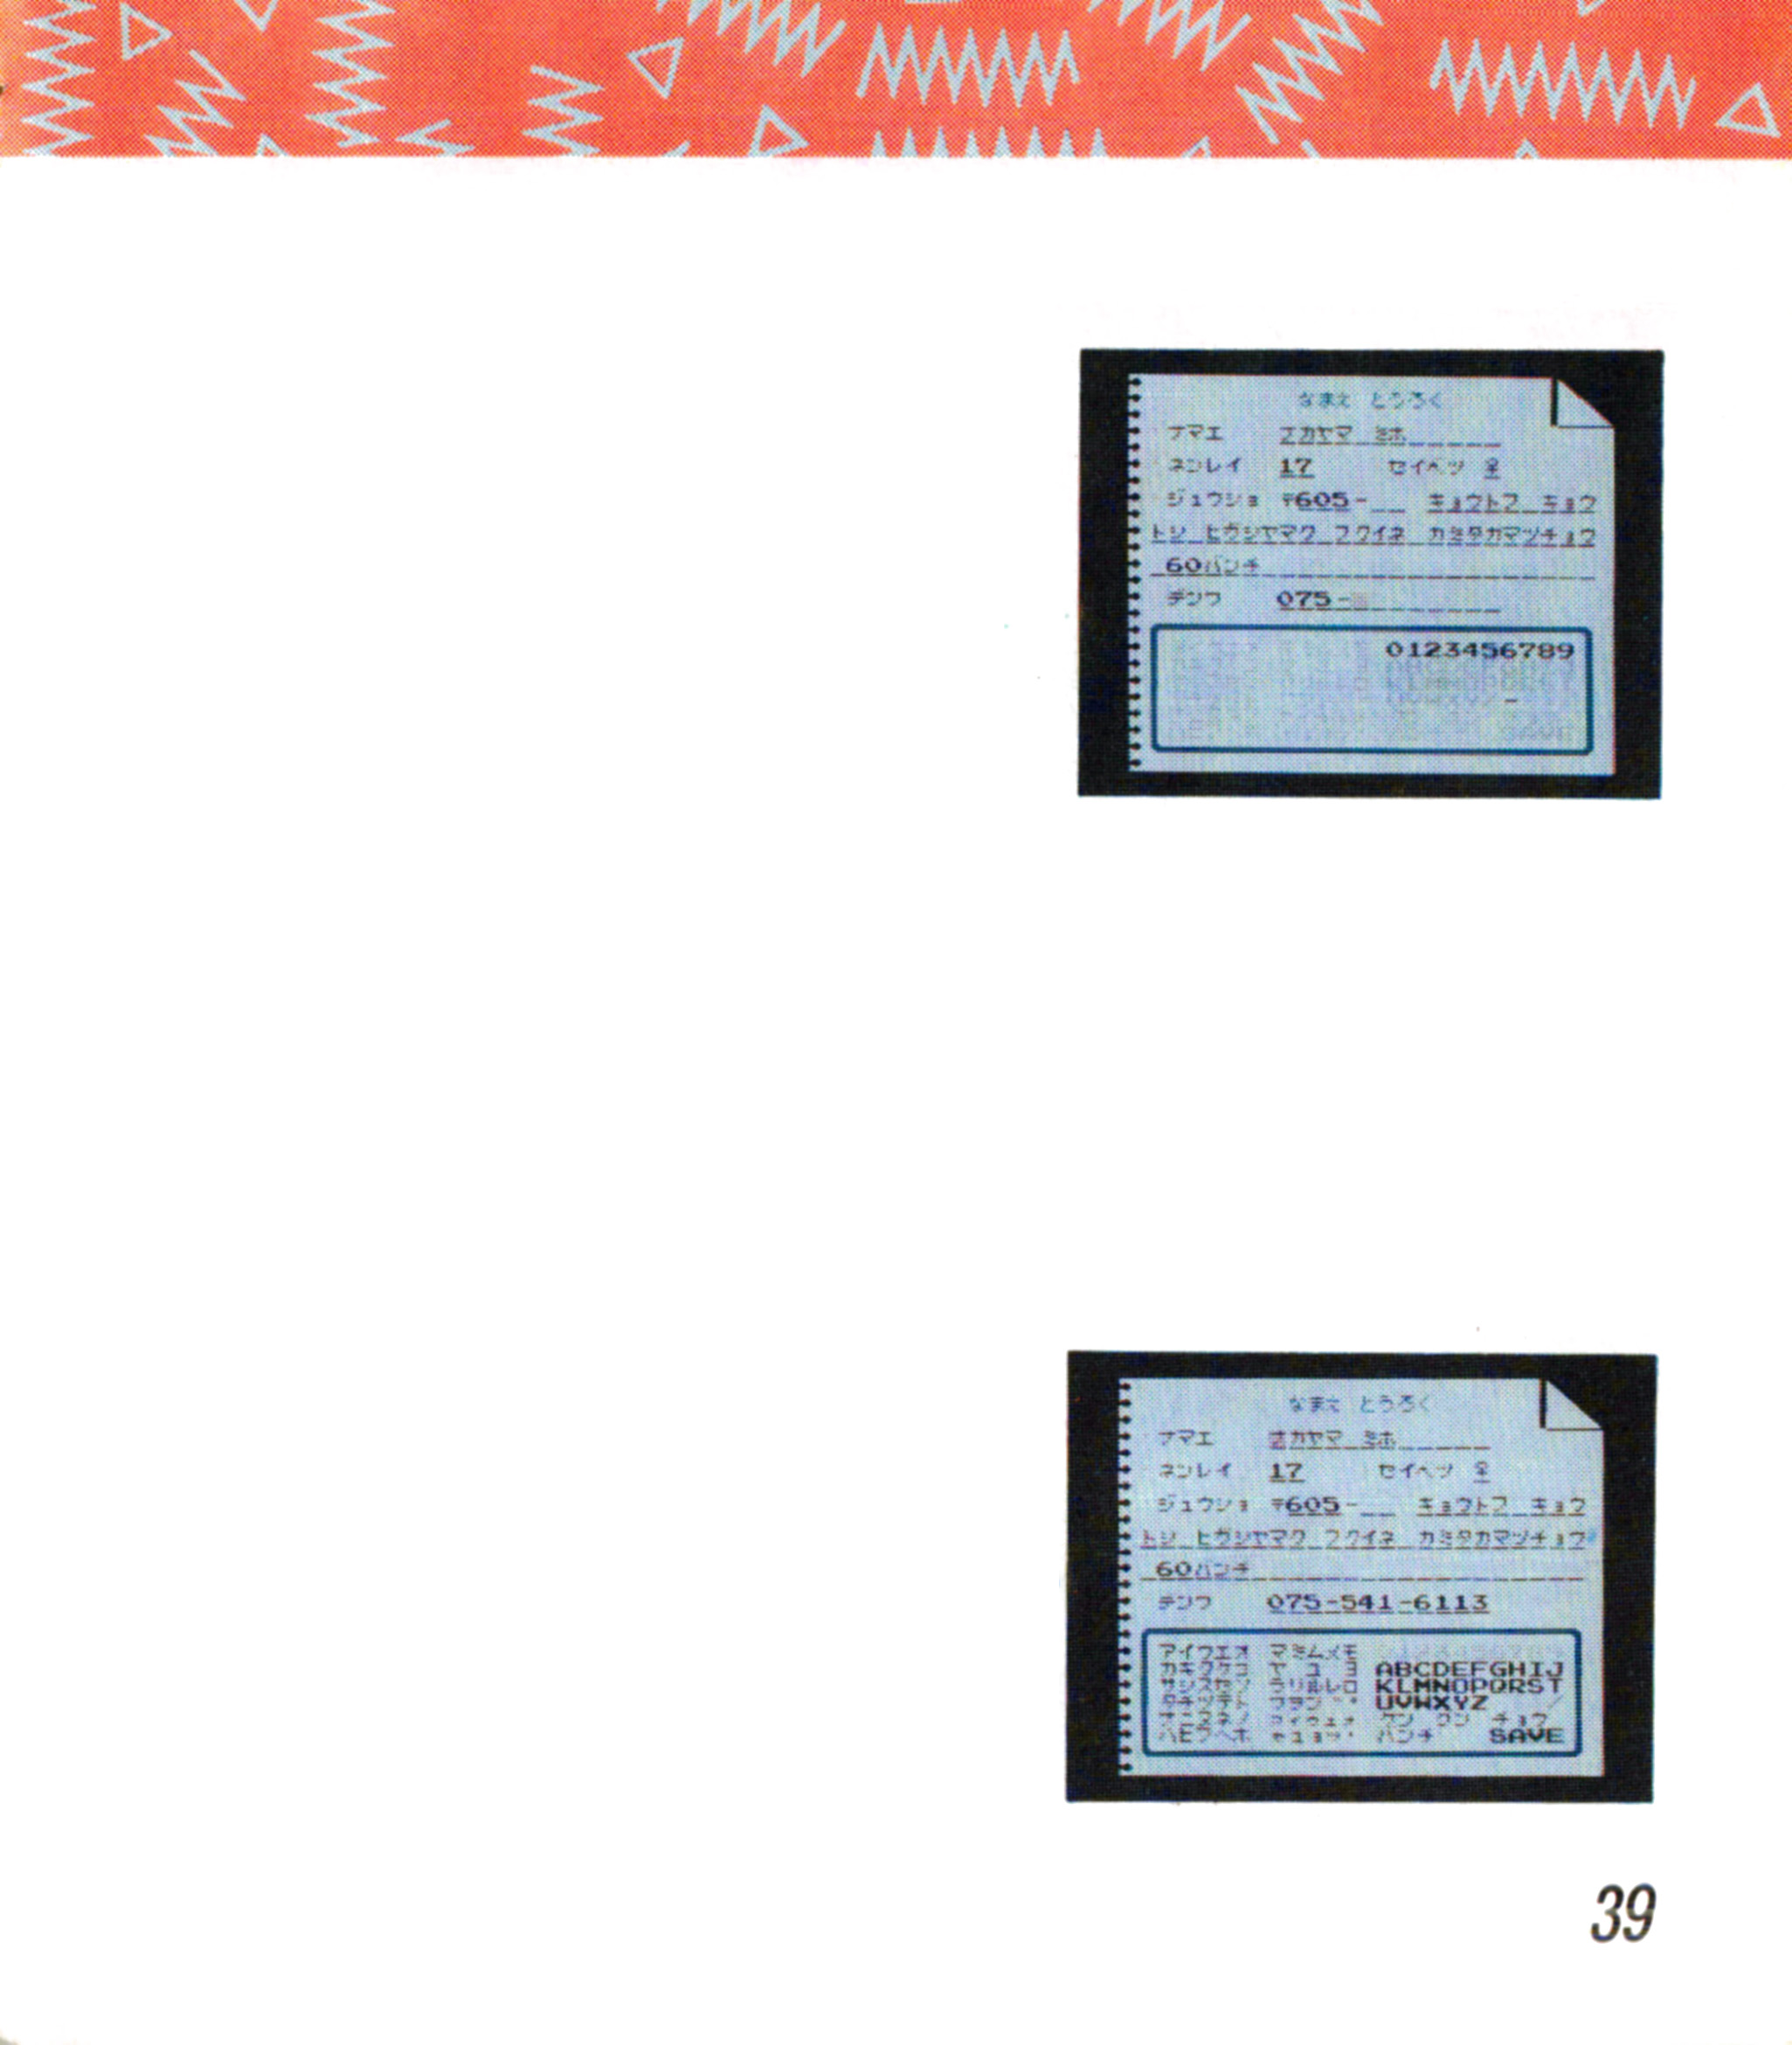 なまえ とうろく
ナマエ ナカヤマ ミホ
ネンレイ 17 セイベツ ♀
ジュウショ 〒605-__ キョウトフ キョウ
トシ ヒガシヤマク フクイネ カミタカマツチョウ
60バンチ
デンワ 075-
0123456789
-
なまえ とうろく
ナマエ ナカヤマ ミホ
ネンレイ 17 セイベツ ♀
ジュウショ 〒605-__ キョウトフ キョウ
トシ ヒガシヤマク フクイネ カミタカマツチョウ
60バンチ
デンワ 075-541-6113
アイウエオ マミムメモ
カキクケコ ヤ ユ ヨ ABCDEFGHIJ
サシスセソ ラリルレロ KLMNOPQRST
タチツテト ワヲン゛゜ UVWXYZ /
ナニヌネノ ァィゥェォ ケン グン チョウ
ハヒフヘホ ャュョッ・ バンチ SAVE
39